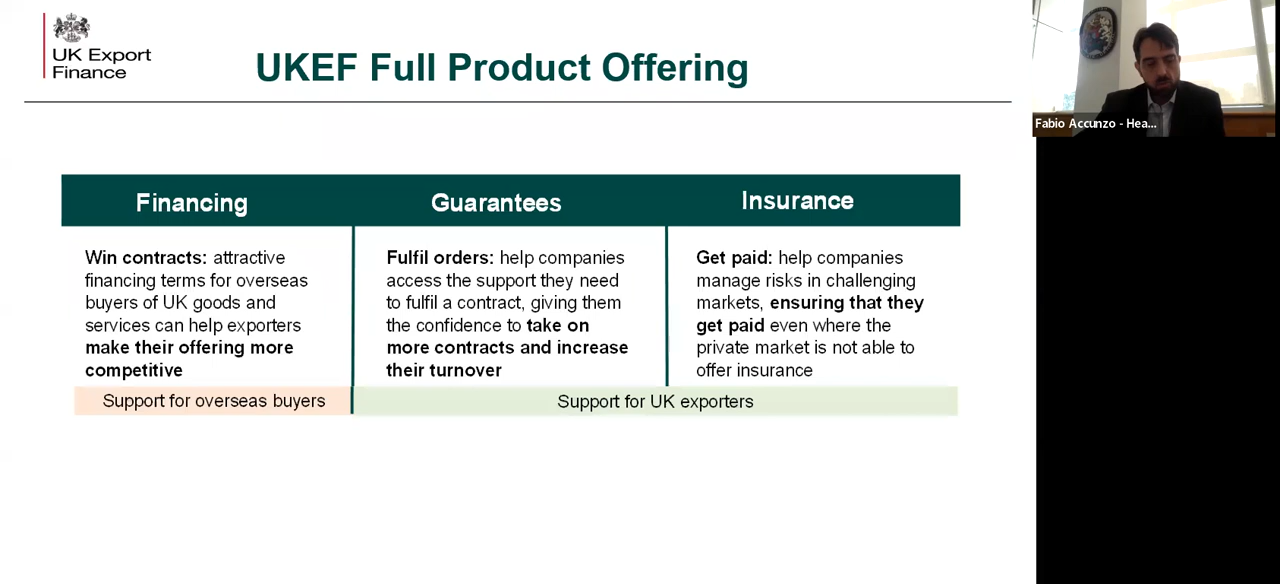 UK Export
Finance
UKEF Full Product Offering
Fabio Accunzo - Hea...
Financing
Guarantees
Insurance
Win contracts: attractive
financing terms for overseas
buyers of UK goods and
services can help exporters
make their offering more
competitive
Fulfil orders: help companies
access the support they need
to fulfil a contract, giving them
the confidence to take on
more contracts and increase
their turnover
Get paid: help companies
manage risks in challenging
markets, ensuring that they
get paid even where the
private market is not able to
offer insurance
Support for overseas buyers
Support for UK exporters